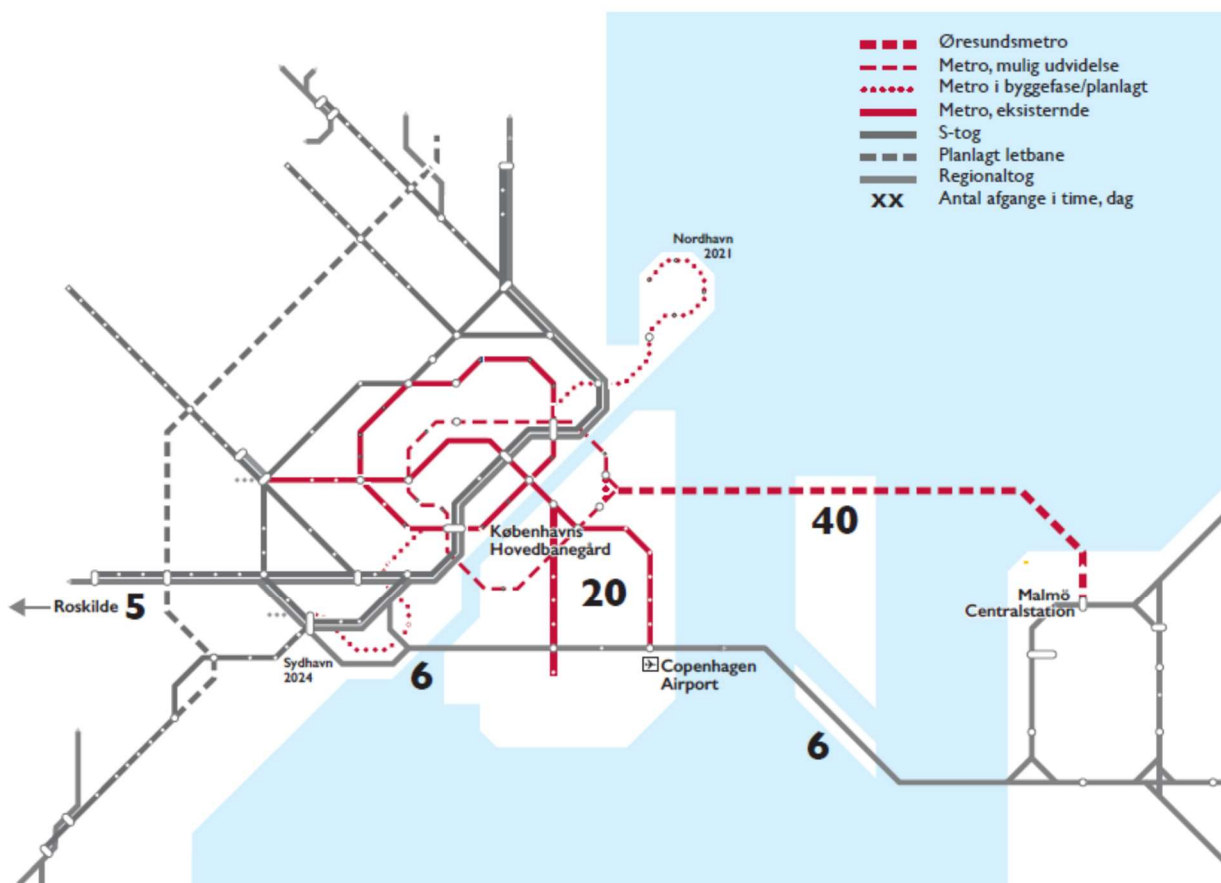 Øresundsmetro
Metro, mulig udvidelse
Metro i byggefase/planlagt
Metro, eksisternde
S-tog
Planlagt letbane
Regionaltog
XX Antal afgange i time, dag
Nordhavn
2021
40
Københavns
Hovedbanegård
20
Malmö
Centralstation
Roskilde 5
Sydhavn
2024
6
Copenhagen
Airport
6